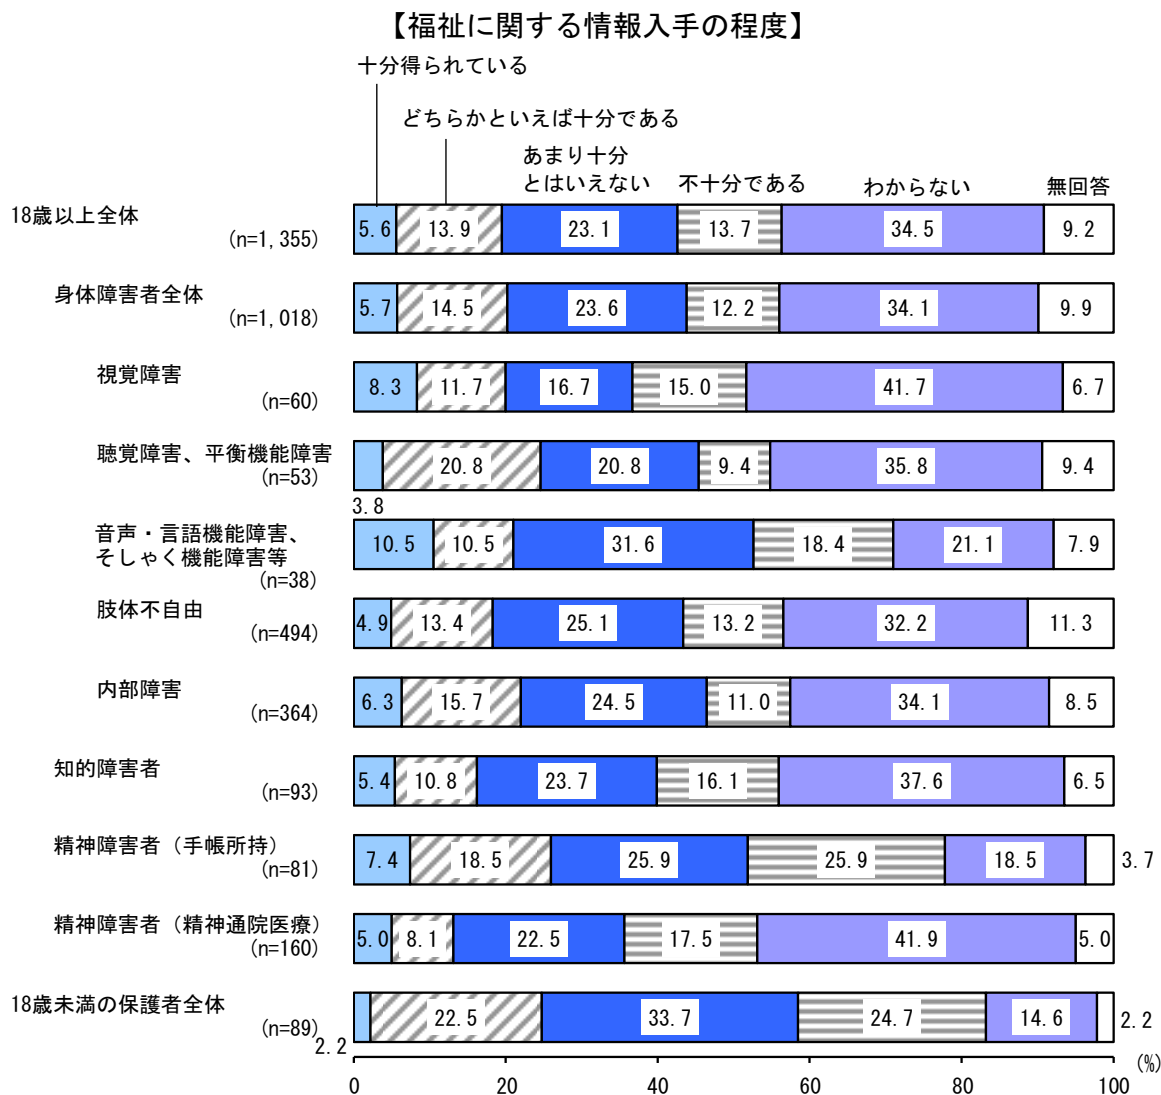 【福祉に関する情報入手の程度】
十分得られている
どちらかといえば十分である
あまり十分
とはいえない
不十分である
わからない
無回答
18歳以上全体
(n=1,355)
5.6 13.9 23.1 13.7 34.5 9.2
身体障害者全体
(n=1,018)
5.7 14.5 23.6 12.2 34.1 9.9
視覚障害
(n=60)
8.3 11.7 16.7 15.0 41.7 6.7
聴覚障害、平衡機能障害
(n=53)
3.8 20.8 20.8 9.4 35.8 9.4
音声・言語機能障害、
そしゃく機能障害等
(n=38)
10.5 10.5 31.6 18.4 21.1 7.9
肢体不自由
(n=494)
4.9 13.4 25.1 13.2 32.2 11.3
内部障害
(n=364)
6.3 15.7 24.5 11.0 34.1 8.5
知的障害者
(n=93)
5.4 10.8 23.7 16.1 37.6 6.5
精神障害者（手帳所持）
(n=81)
7.4 18.5 25.9 25.9 18.5 3.7
精神障害者（精神通院医療）
(n=160)
5.0 8.1 22.5 17.5 41.9 5.0
18歳未満の保護者全体
(n=89)
2.2 22.5 33.7 24.7 14.6 2.2
0 20 40 60 80 100 (%)